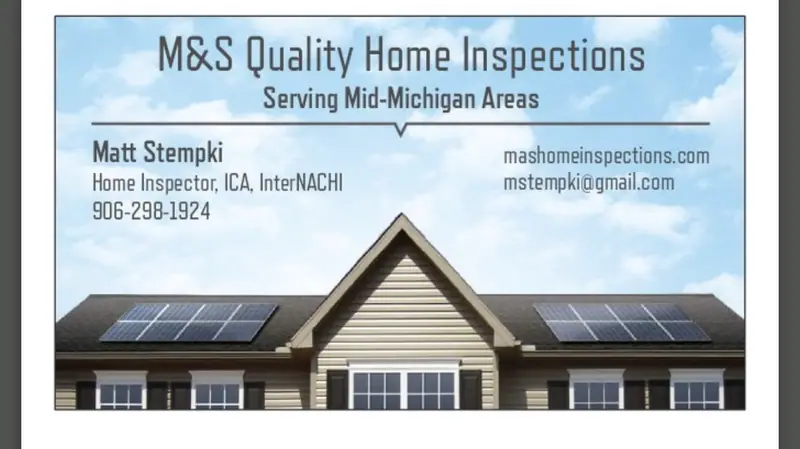 M&S Quality Home Inspections
Serving Mid-Michigan Areas
Matt Stempki
Home Inspector, ICA, InterNACHI
906-298-1924
mashomeinspections.com
mstempki@gmail.com